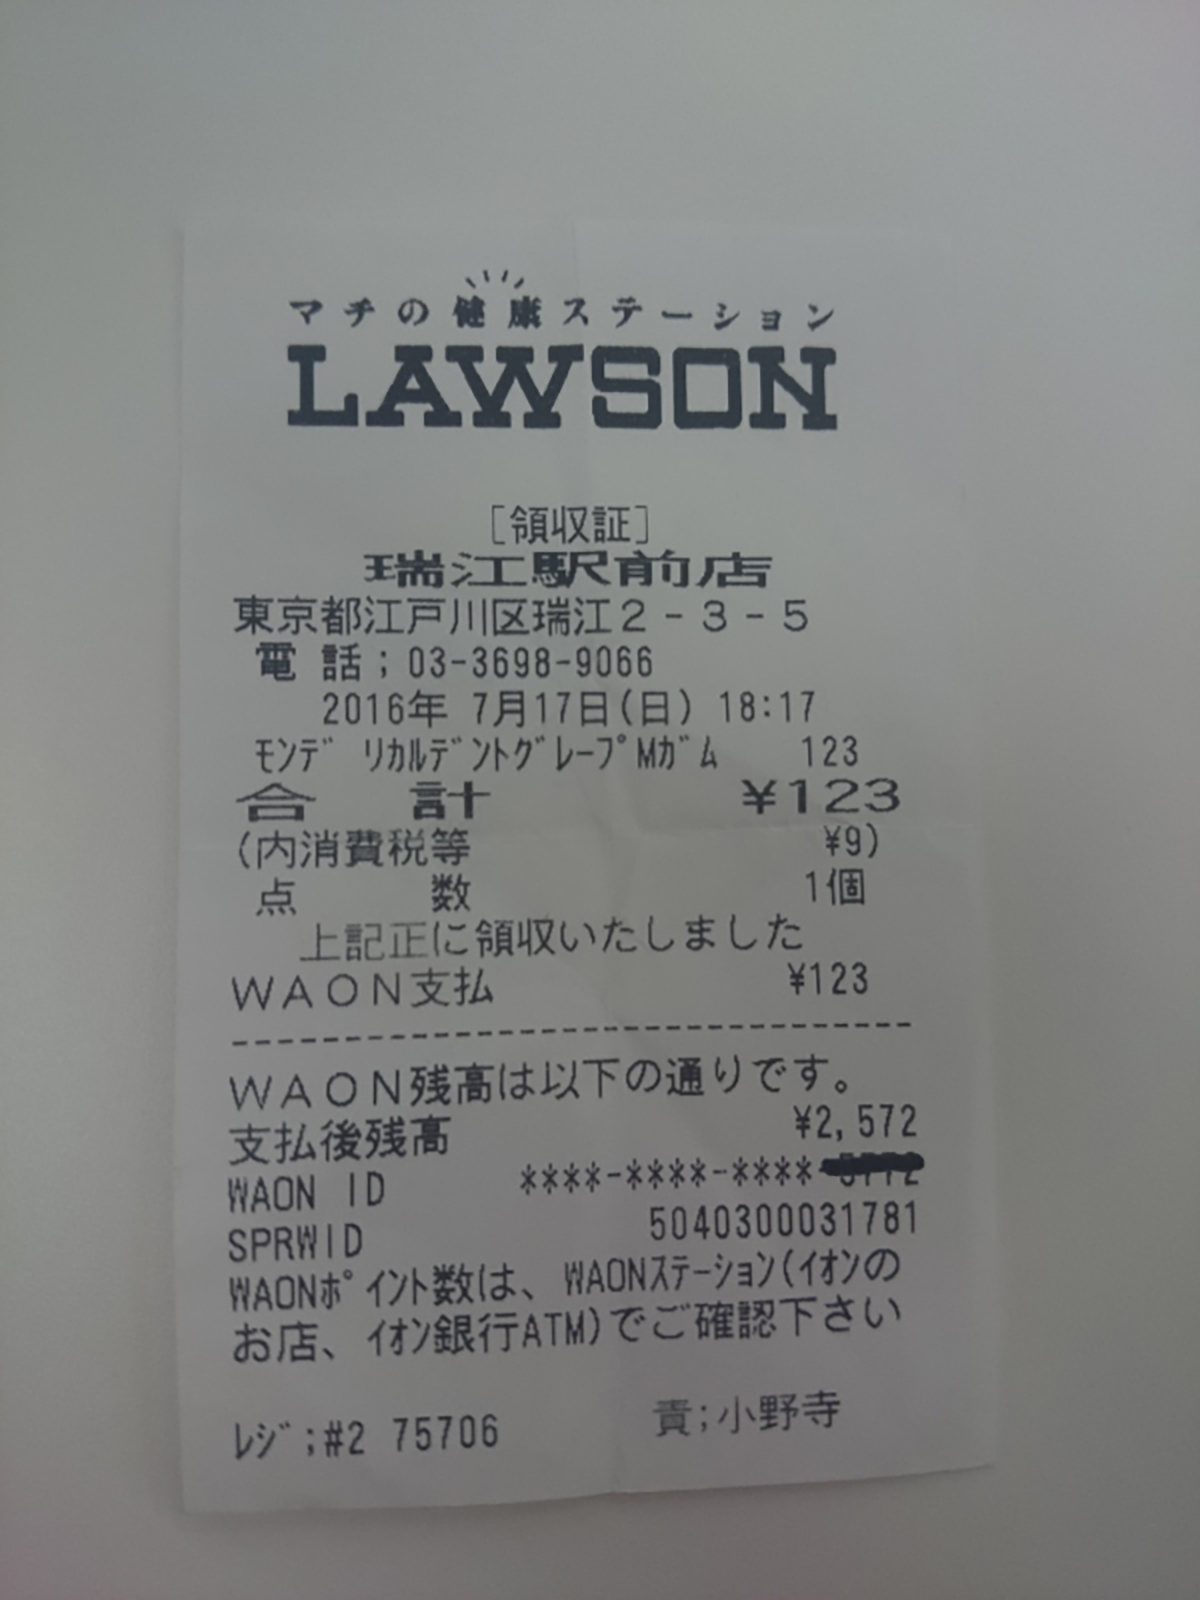 マチの健康ステーション
LAWSON
[領収証]
瑞江駅前店
東京都江戸川区瑞江2-3-5
電話;03-3698-9066
2016年 7月17日(日) 18:17
ﾓﾝﾃﾞ ﾘｶﾙﾃﾞﾝﾄｸﾞﾚｰﾌﾟMｶﾞﾑ 123
合 計 ¥123
(内消費税等 ¥9)
点 数 1個
上記正に領収いたしました
WAON支払 ¥123
--------------------------------
WAON残高は以下の通りです。
支払後残高 ¥2,572
WAON ID ****-****-****-
SPRWID 5040300031781
WAONﾎﾟｲﾝﾄ数は、WAONｽﾃｰｼｮﾝ(ｲｵﾝの
お店、ｲｵﾝ銀行ATM)でご確認下さい
ﾚｼﾞ;#2 75706 責;小野寺